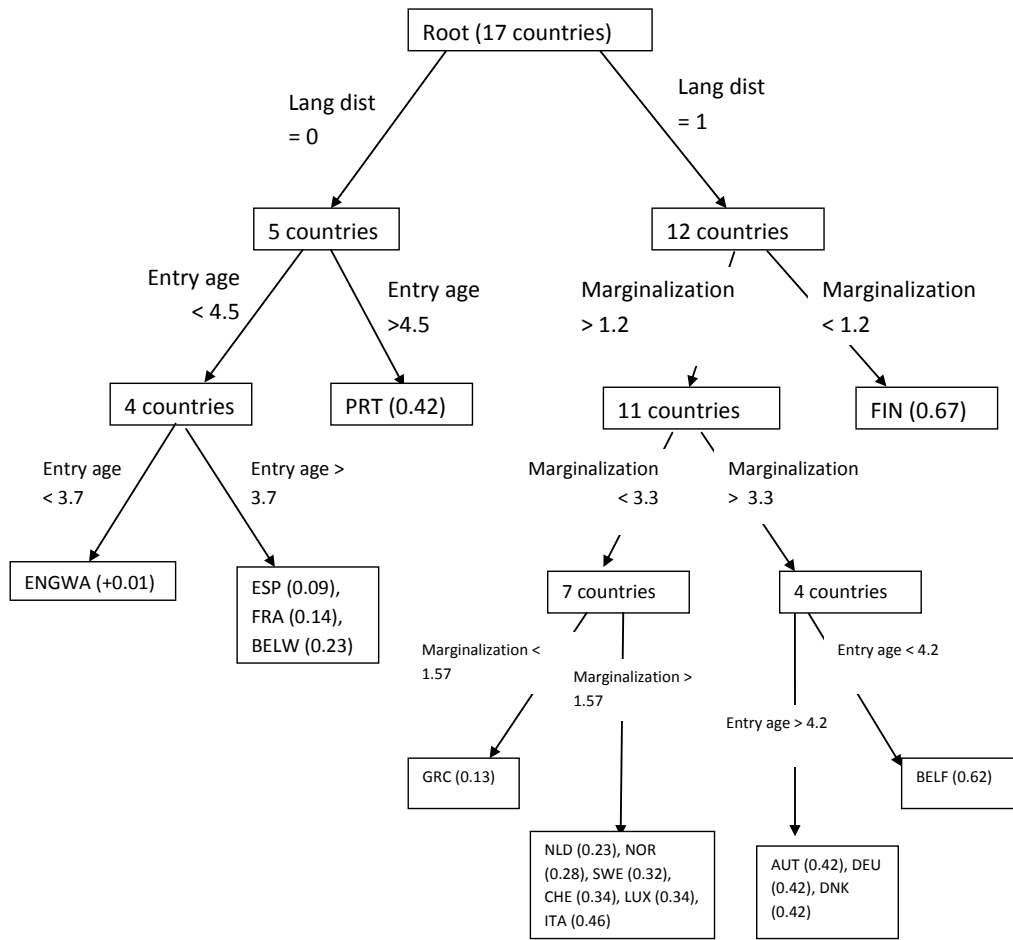 Root (17 countries)
Lang dist
= 0
Lang dist
= 1
5 countries
12 countries
Entry age
< 4.5
Entry age
>4.5
Marginalization
> 1.2
Marginalization
< 1.2
4 countries
PRT (0.42)
11 countries
FIN (0.67)
Entry age
< 3.7
Entry age >
3.7
Marginalization
< 3.3
Marginalization
> 3.3
ENGWA (+0.01)
ESP (0.09),
FRA (0.14),
BELW (0.23)
7 countries
4 countries
Marginalization <
1.57
Marginalization >
1.57
Entry age < 4.2
Entry age > 4.2
GRC (0.13)
BELF (0.62)
NLD (0.23), NOR
(0.28), SWE (0.32),
CHE (0.34), LUX (0.34),
ITA (0.46)
AUT (0.42), DEU
(0.42), DNK
(0.42)